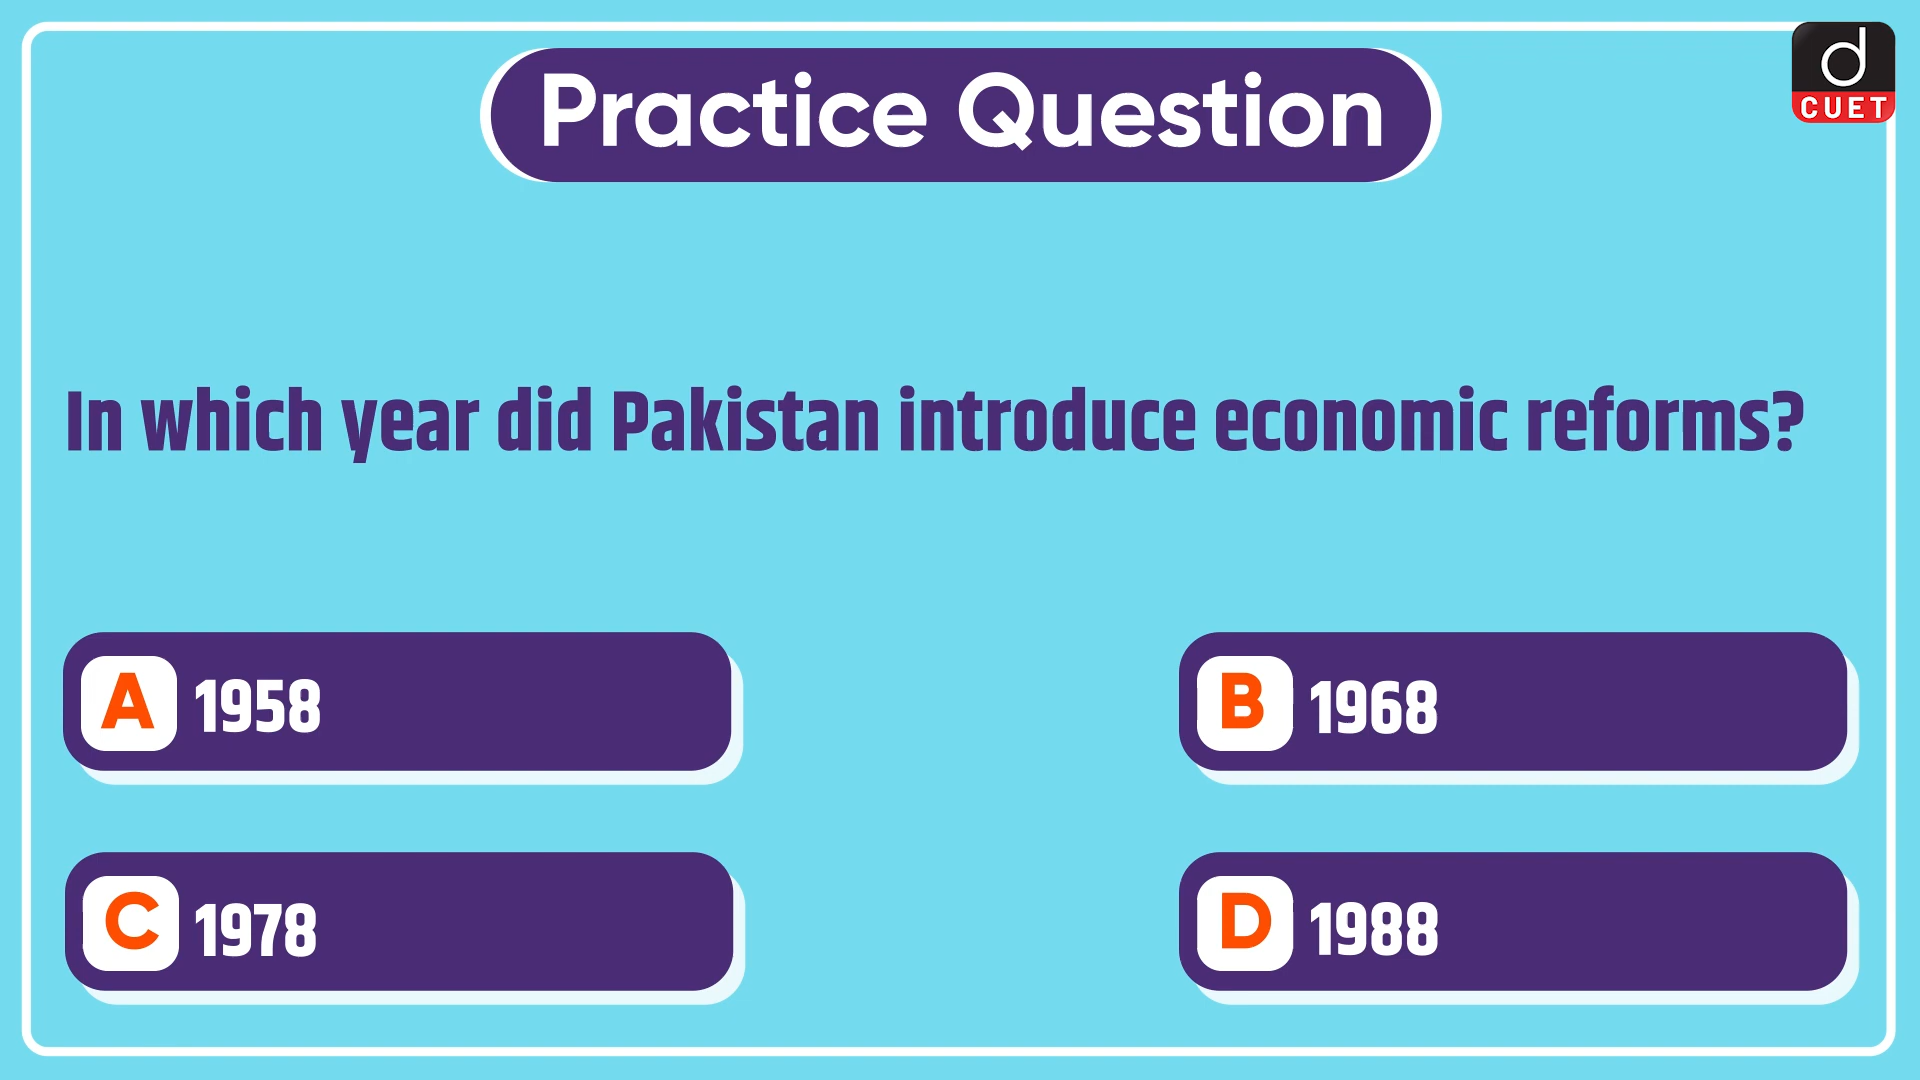 Practice Question
d
CUET
In which year did Pakistan introduce economic reforms?
A 1958
B 1968
C 1978
D 1988